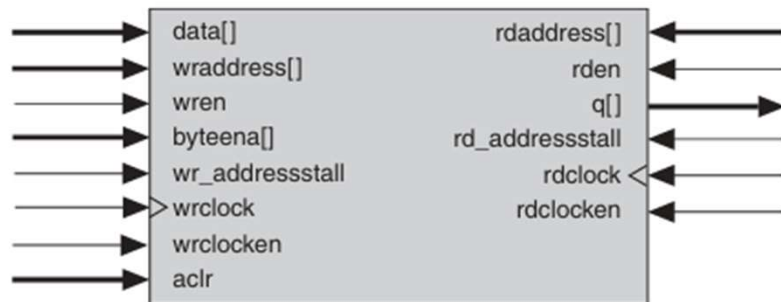 data[]
wraddress[]
wren
byteena[]
wr_addressstall
wrclock
wrclocken
aclr
rdaddress[]
rden
q[]
rd_addressstall
rdclock
rdclocken